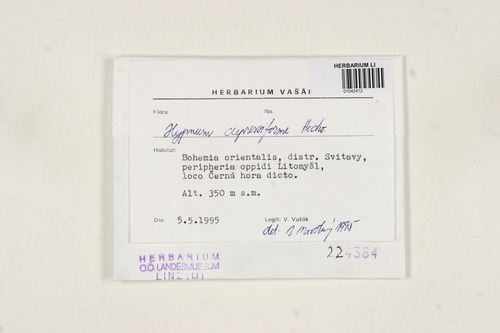 HERBARIUM LI
01042412
HERBARIUM VAŠÁK
Flora No.
Hypnum cupressiforme Hedw.
Habitat:
Bohemia orientalis, distr. Svitavy,
peripheria oppidi Litomyšl,
loco Černá hora dicto.
Alt. 350 m s.m.
Die: 5.5.1995 Legit: V. Vašák
det. 1995
HERBARIUM
O.Ö. LANDESMUSEUM
LINZ (LI)
224384